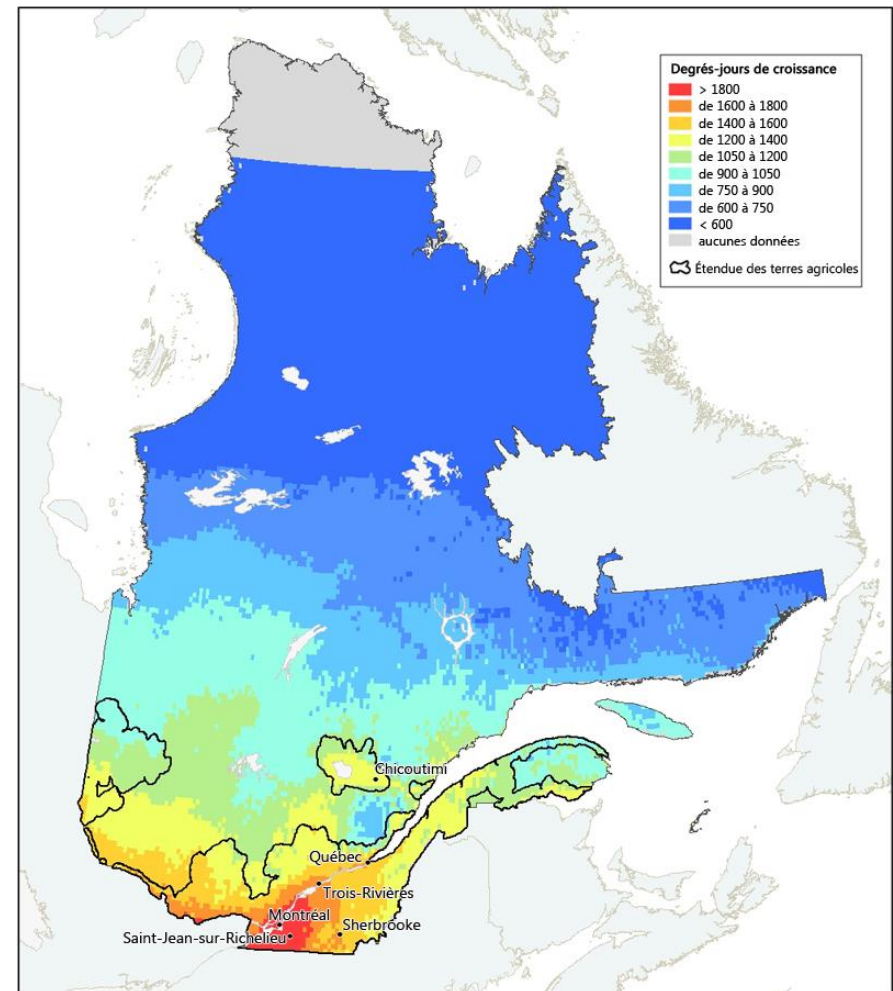 Degrés-jours de croissance
> 1800
de 1600 à 1800
de 1400 à 1600
de 1200 à 1400
de 1050 à 1200
de 900 à 1050
de 750 à 900
de 600 à 750
< 600
aucunes données
Étendue des terres agricoles
Chicoutimi
Québec
Trois-Rivières
Montréal
Sherbrooke
Saint-Jean-sur-Richelieu